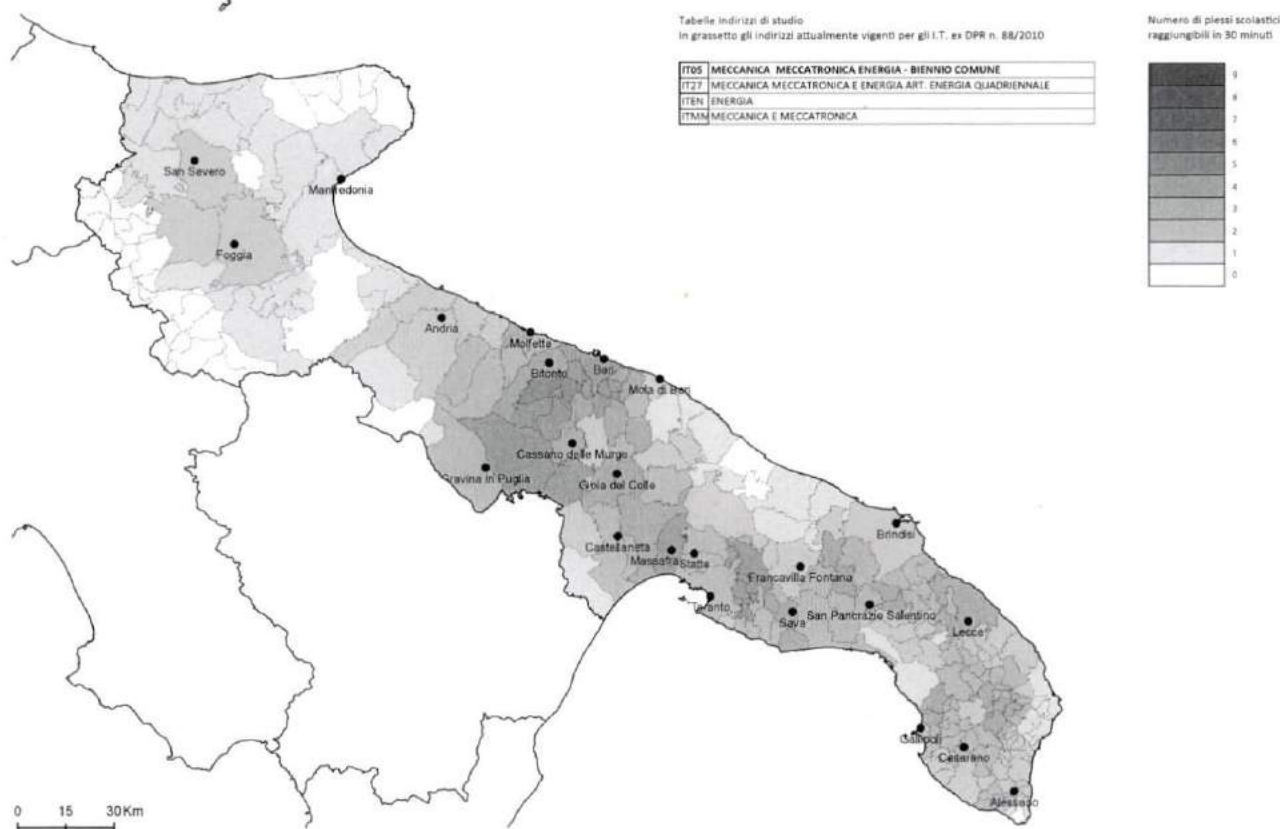 Tabelle indirizzi di studio
In grassetto gli indirizzi attualmente vigenti per gli I.T. ex DPR n. 88/2010
IT05 MECCANICA MECCATRONICA ENERGIA - BIENNIO COMUNE
IT27 MECCANICA MECCATRONICA E ENERGIA ART. ENERGIA QUADRIENNALE
ITEN ENERGIA
ITMM MECCANICA E MECCATRONICA
Numero di plessi scolastici
raggiungibili in 30 minuti
9
8
7
6
5
4
3
2
1
0
San Severo
Manfredonia
Foggia
Andria
Molfetta
Bitonto
Bari
Mola di Bari
Cassano delle Murge
Gravina in Puglia
Gioia del Colle
Castellaneta
Massafra
Statte
Brindisi
Francavilla Fontana
Taranto
Sava
San Pancrazio Salentino
Lecce
Gallipoli
Casarano
Alessano
0 15 30Km